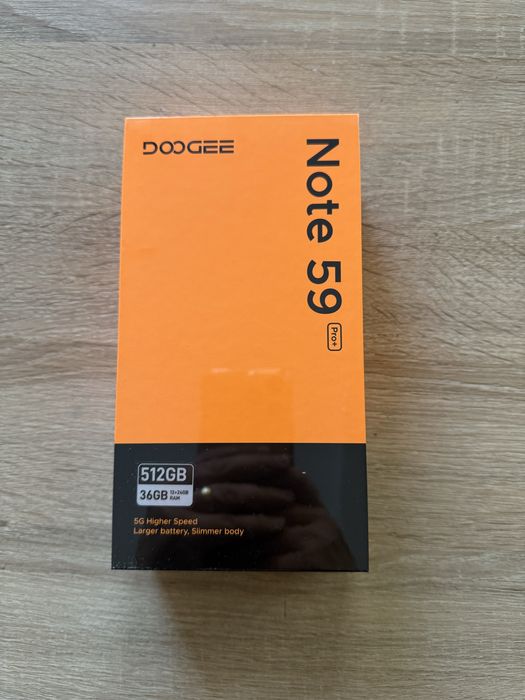 DOOGEE
Note 59 Pro+
512GB
36GB 12+24GB RAM
5G Higher Speed
Larger battery, Slimmer body